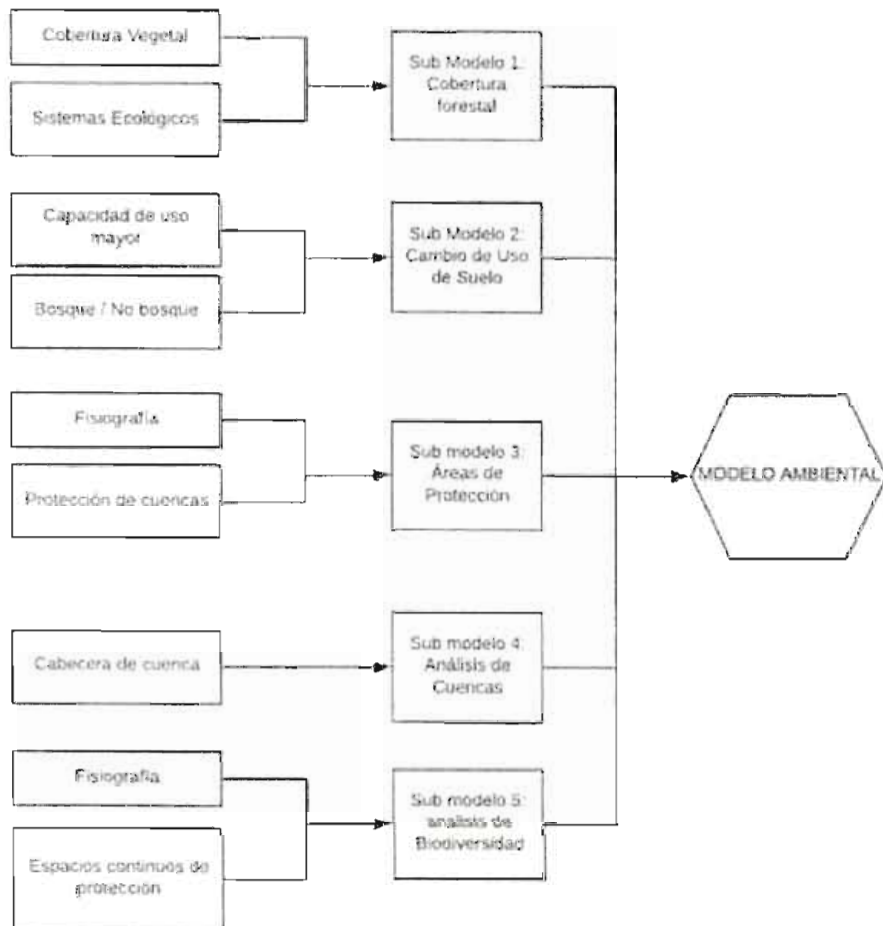 Cobertura Vegetal
Sistemas Ecológicos
Sub Modelo 1:
Cobertura
forestal
Capacidad de uso
mayor
Bosque / No bosque
Sub Modelo 2:
Cambio de Uso
de Suelo
Fisiografía
Protección de cuencas
Sub modelo 3:
Áreas de
Protección
MODELO AMBIENTAL
Cabecera de cuenca
Sub modelo 4:
Análisis de
Cuencas
Fisiografía
Espacios continuos de
protección
Sub modelo 5:
análisis de
Biodiversidad